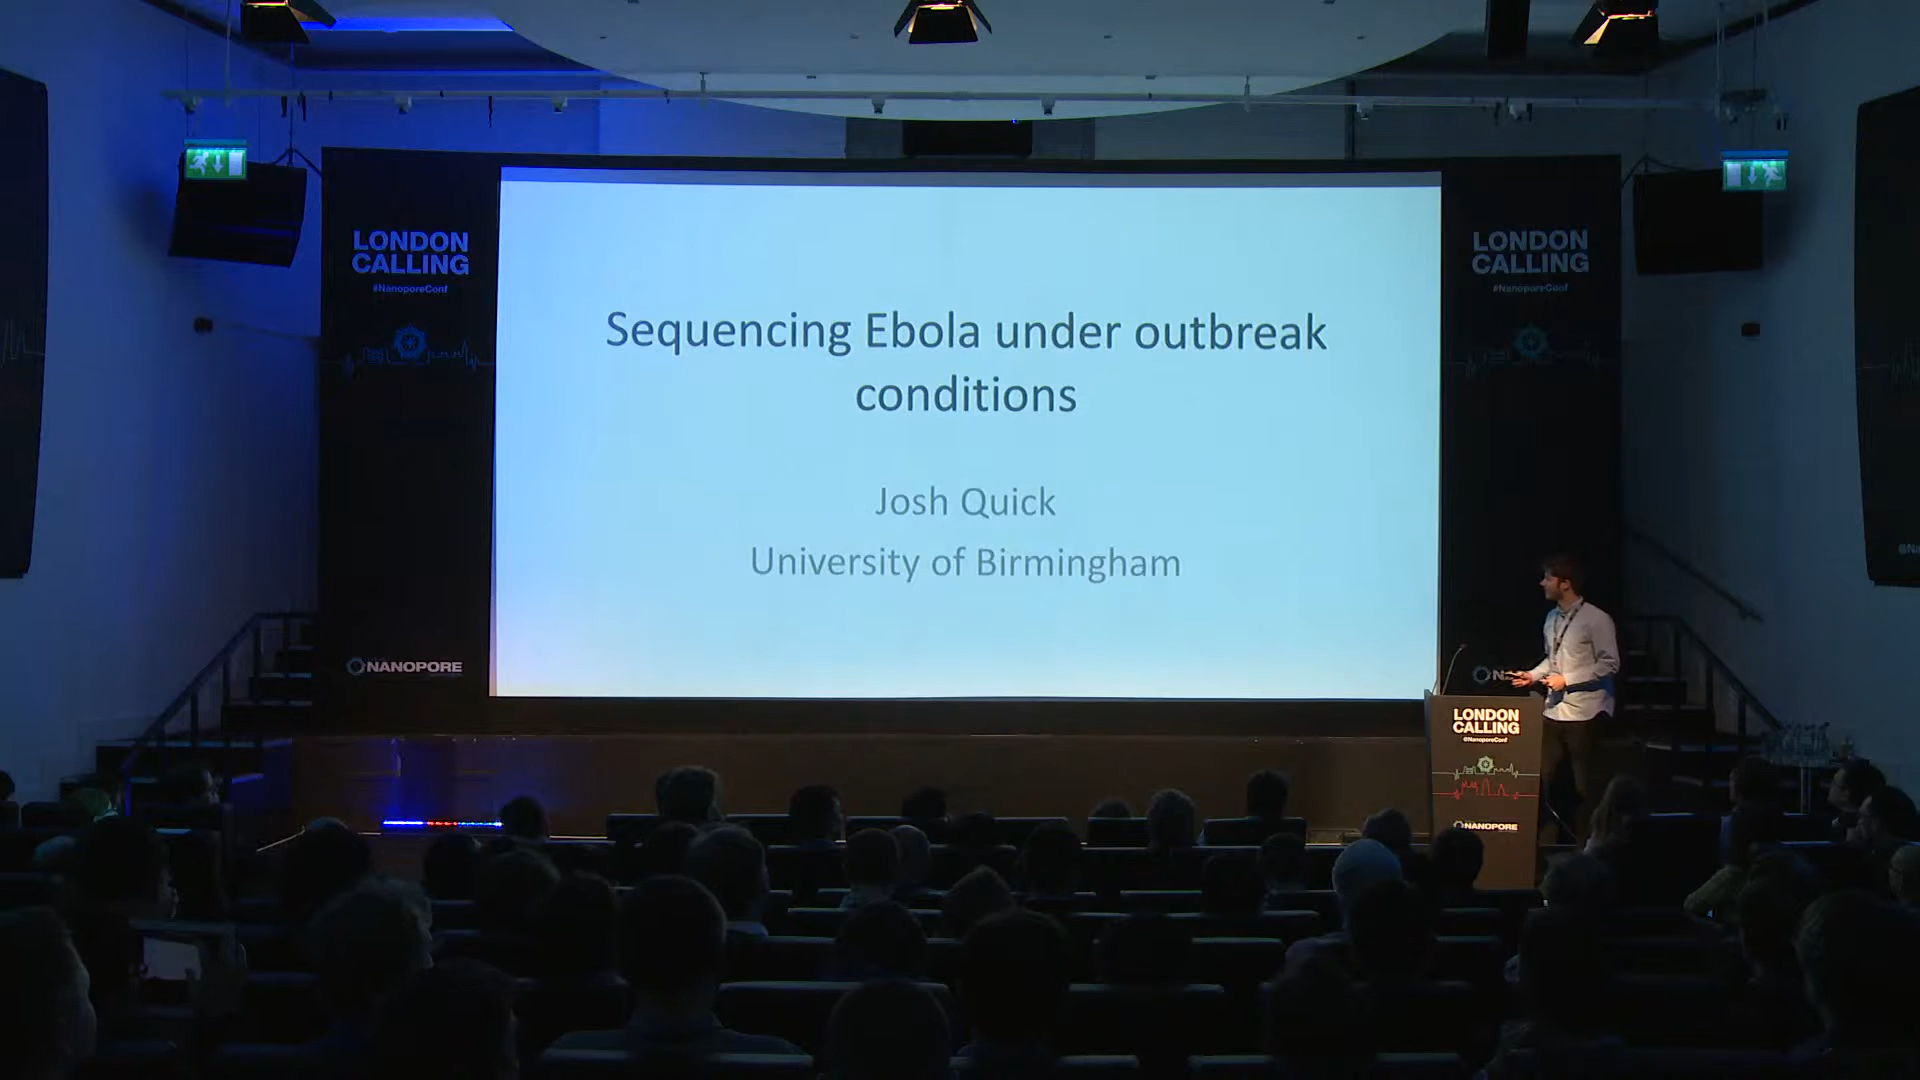 LONDON
CALLING
#NanoporeConf
NANOPORE
Sequencing Ebola under outbreak
conditions
Josh Quick
University of Birmingham
LONDON
CALLING
#NanoporeConf
LONDON
CALLING
@NanoporeConf
NANOPORE